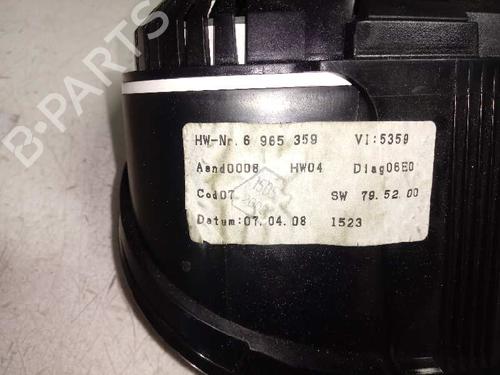 B-PARTS
HW-Nr. 6 965 359 VI:5359
Aend0006 HW04 Diag06E0
Cod07 SW 79.52.00
Datum:07.04.08 1523